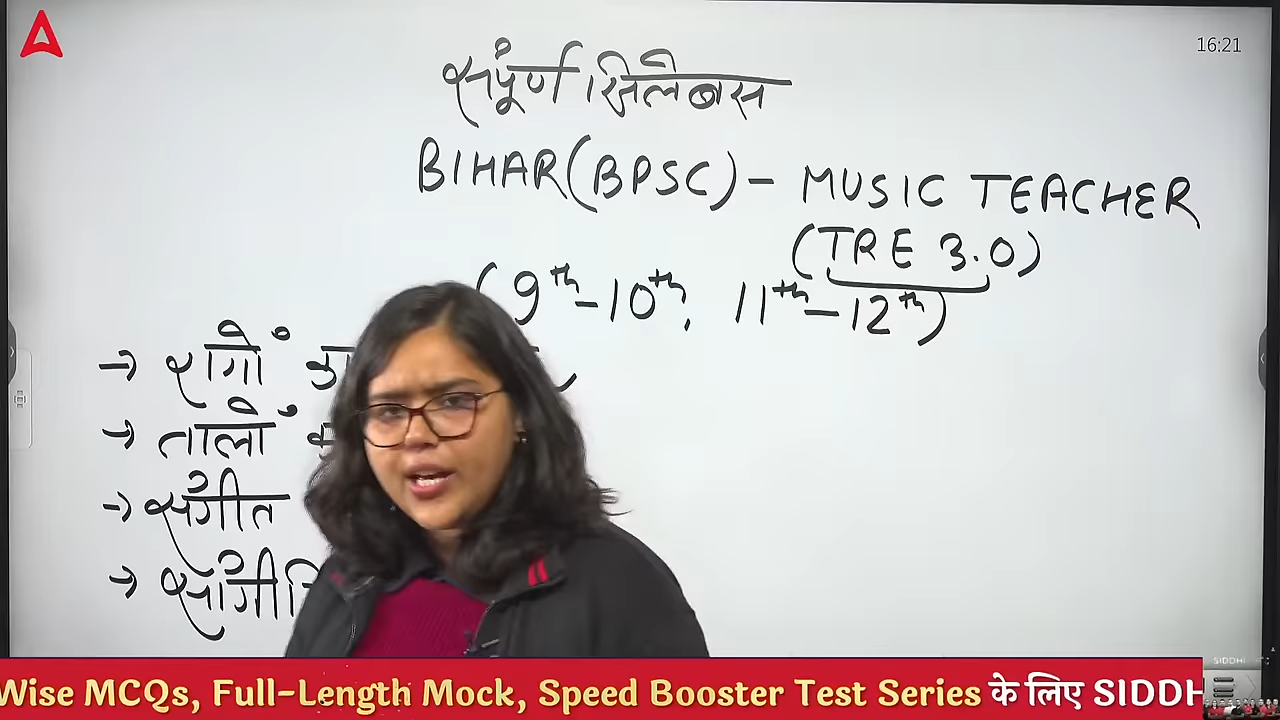 16:21
संपूर्ण सिलेबस
BIHAR (BPSC) - MUSIC TEACHER
(TRE 3.0)
(9th-10th, 11th-12th)
→ रागों
→ तालों
→ संगीत
→
SIDDHI
Wise MCQs, Full-Length Mock, Speed Booster Test Series के लिए SIDDH